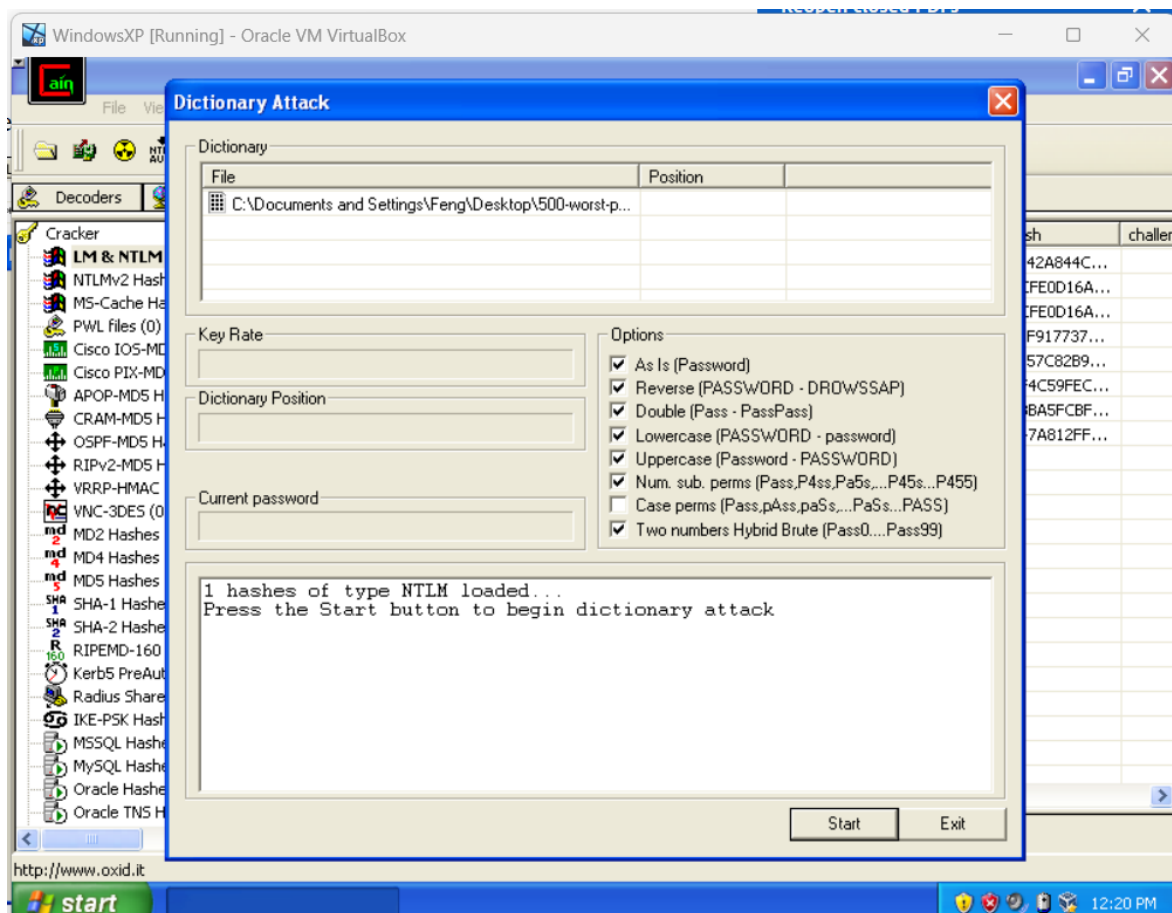 WindowsXP [Running] - Oracle VM VirtualBox
File
Dictionary Attack
Dictionary
File Position
C:\Documents and Settings\Feng\Desktop\500-worst-p...
Decoders
Cracker
LM & NTLM
NTLMv2 Hash
MS-Cache Ha
PWL files (0)
Cisco IOS-MD
Cisco PIX-MD
APOP-MD5 H
CRAM-MD5 H
OSPF-MD5 H
RIPv2-MD5 H
VRRP-HMAC
VNC-3DES (0
MD2 Hashes
MD4 Hashes
MD5 Hashes
SHA-1 Hashe
SHA-2 Hashe
RIPEMD-160
Kerb5 PreAut
Radius Share
IKE-PSK Hash
MSSQL Hashe
MySQL Hashe
Oracle Hashe
Oracle TNS H
Key Rate
Dictionary Position
Current password
Options
As Is (Password)
Reverse (PASSWORD - DROWSSAP)
Double (Pass - PassPass)
Lowercase (PASSWORD - password)
Uppercase (Password - PASSWORD)
Num. sub. perms (Pass,P4ss,Pa5s,...P45s...P455)
Case perms (Pass,pAss,paSs,...PaSs...PASS)
Two numbers Hybrid Brute (Pass0....Pass99)
1 hashes of type NTLM loaded...
Press the Start button to begin dictionary attack
Start Exit
sh challer
42A844C...
FE0D16A...
FE0D16A...
F917737...
57C82B9...
4C59FEC...
BA5FCBF...
7A812FF...
http://www.oxid.it
start
12:20 PM